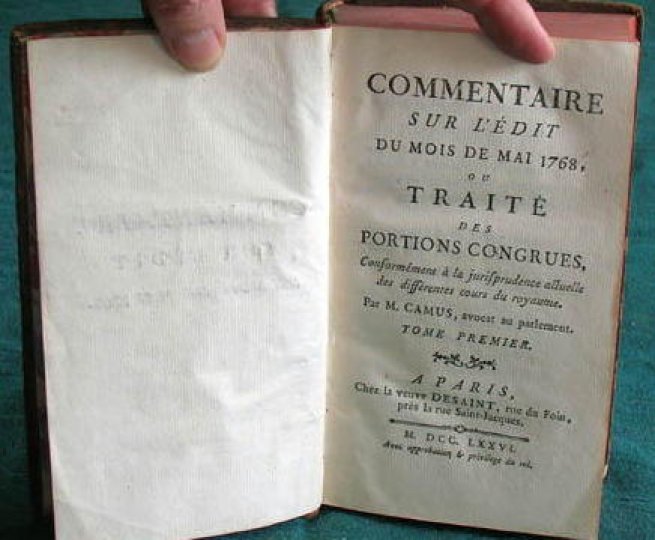 COMMENTAIRE
SUR L'ÉDIT
DU MOIS DE MAI 1768,
OU
TRAITÉ
DES
PORTIONS CONGRUES,
Conformément à la jurisprudence actuelle
des différentes cours du royaume.
Par M. CAMUS, avocat au parlement.
TOME PREMIER.
A PARIS,
Chez la veuve DESAINT, rue du Foin,
près la rue Saint-Jacques.
M. DCC. LXXVI.
Avec approbation & privilege du roi.